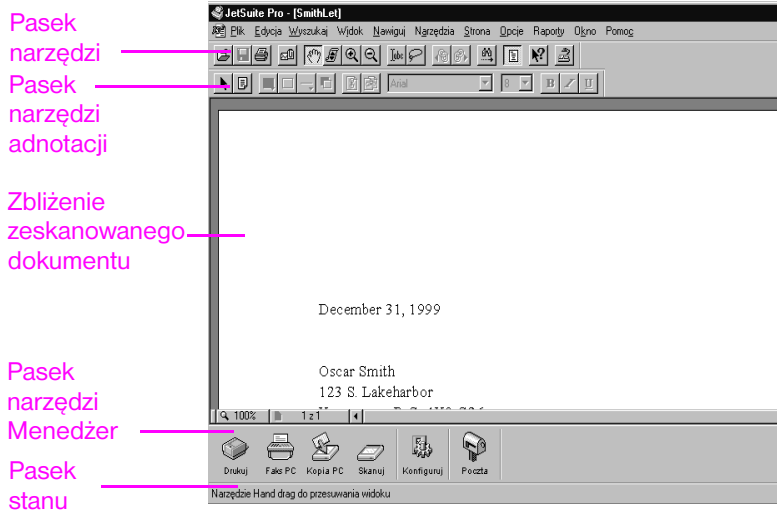 Pasek
narzędzi
Pasek
narzędzi
adnotacji
Zbliżenie
zeskanowanego
dokumentu
Pasek
narzędzi
Menedżer
Pasek
stanu
JetSuite Pro - [SmithLet]
Plik Edycja Wyszukaj Widok Nawiguj Narzędzia Strona Opcje Raporty Okno Pomoc
Arial 8 B I U
December 31, 1999
Oscar Smith
123 S. Lakeharbor
100% 1 z 1
Drukuj Faks PC Kopia PC Skanuj Konfiguruj Poczta
Narzędzie Hand drag do przesuwania widoku